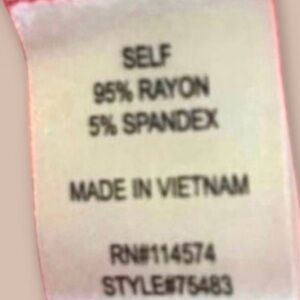 SELF
95% RAYON
5% SPANDEX
MADE IN VIETNAM
RN#114574
STYLE#75483